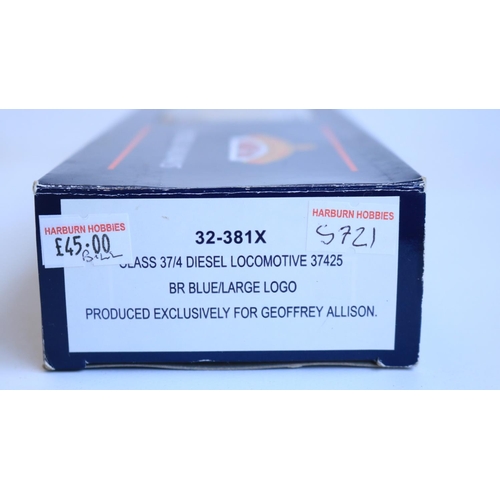 HARBURN HOBBIES
£45.00
HARBURN HOBBIES
S721
32-381X
CLASS 37/4 DIESEL LOCOMOTIVE 37425
BR BLUE/LARGE LOGO
PRODUCED EXCLUSIVELY FOR GEOFFREY ALLISON.